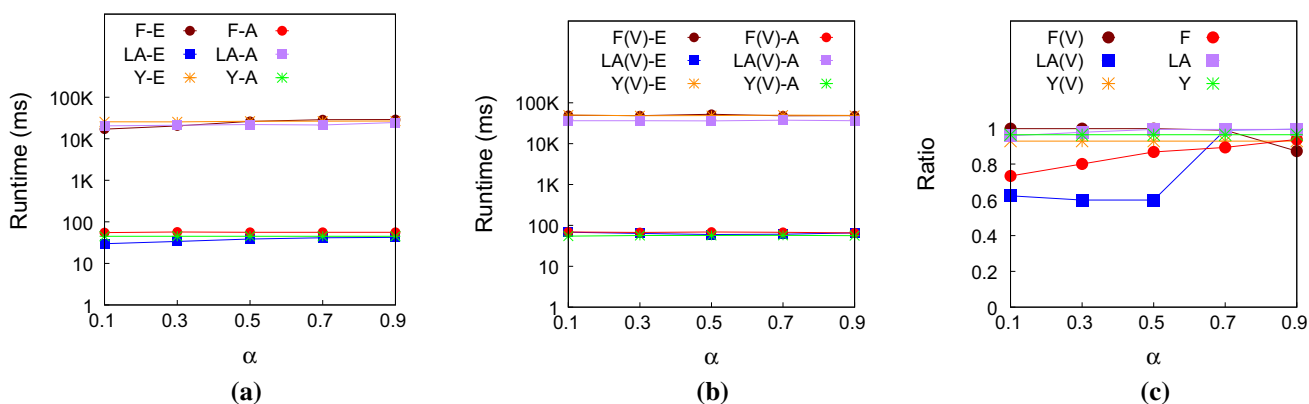 F-E F-A
LA-E LA-A
Y-E Y-A
Runtime (ms)
100K
10K
1K
100
10
1
0.1 0.3 0.5 0.7 0.9
α
(a)
F(V)-E F(V)-A
LA(V)-E LA(V)-A
Y(V)-E Y(V)-A
Runtime (ms)
100K
10K
1K
100
10
1
0.1 0.3 0.5 0.7 0.9
α
(b)
F(V) F
LA(V) LA
Y(V) Y
Ratio
1
0.8
0.6
0.4
0.2
0
0.1 0.3 0.5 0.7 0.9
α
(c)